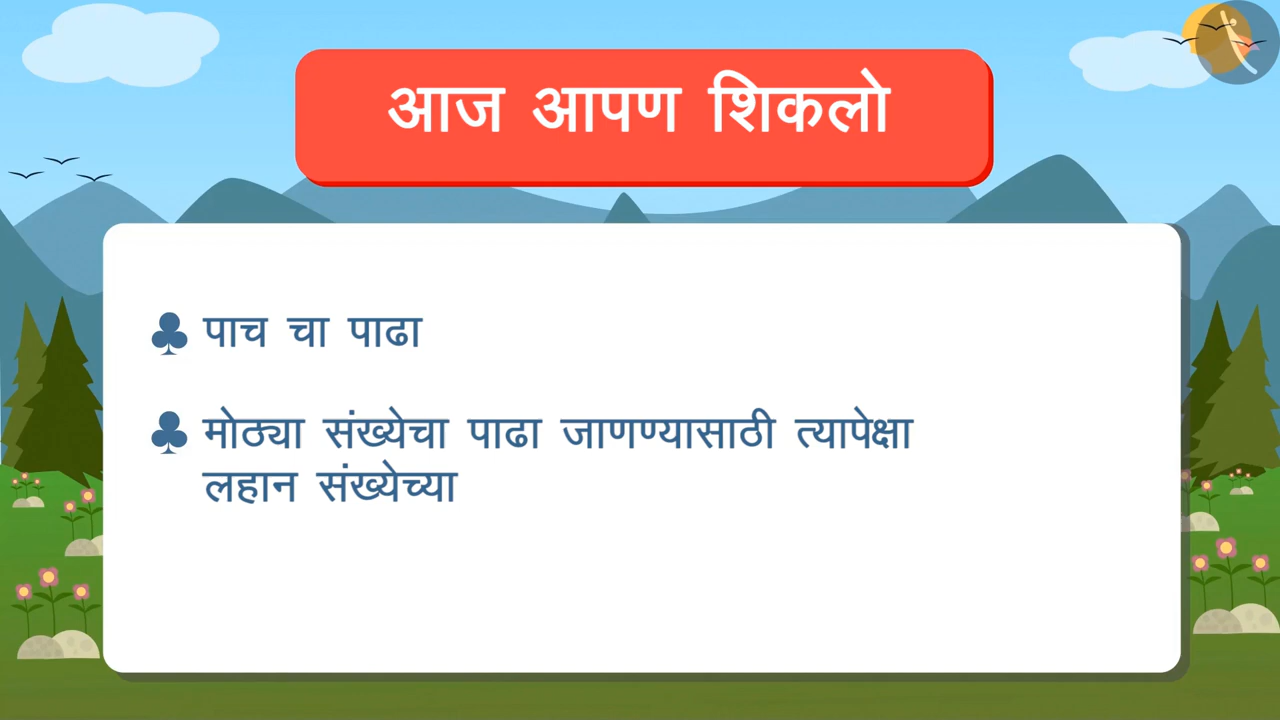 आज आपण शिकलो
पाच चा पाढा
मोठ्या संख्येचा पाढा जाणण्यासाठी त्यापेक्षा
लहान संख्येच्या